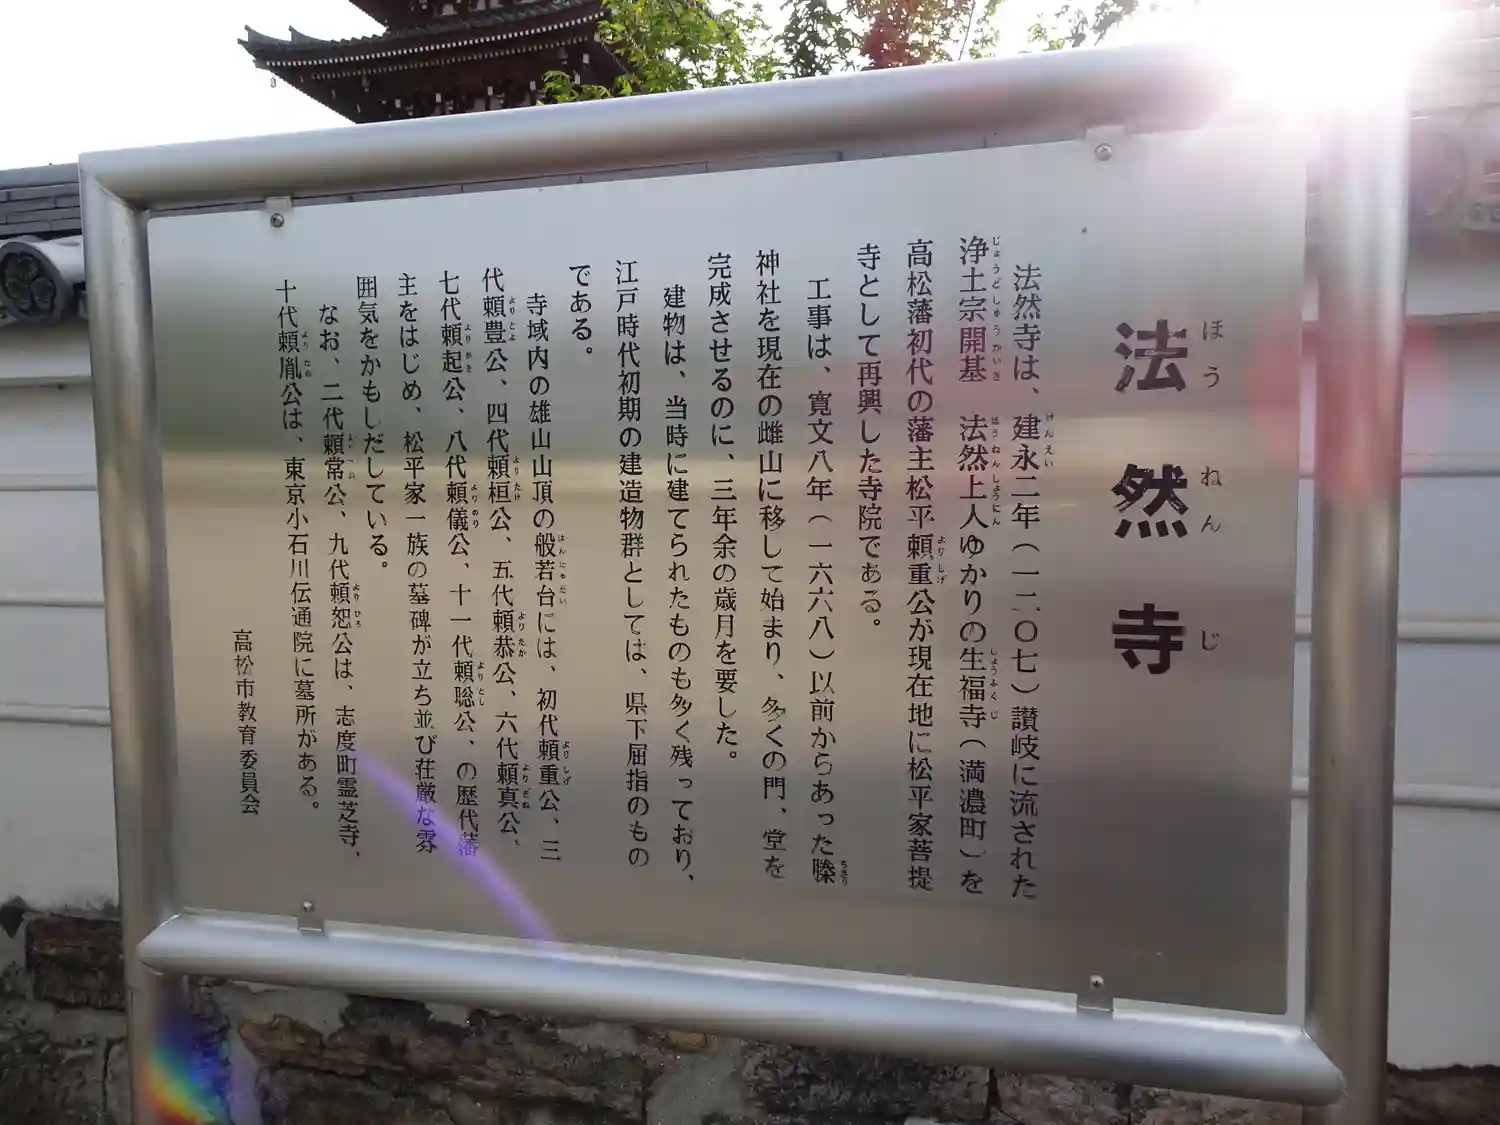 法然寺
ほうねんじ
法然寺は、建永二年（一二〇七）讃岐に流された
浄土宗開基　法然上人ゆかりの生福寺（満濃町）を
高松藩初代の藩主松平頼重公が現在地に松平家菩提
寺として再興した寺院である。
工事は、寛文八年（一六六八）以前からあった滕
神社を現在の雌山に移して始まり、多くの門、堂を
完成させるのに、三年余の歳月を要した。
建物は、当時に建てられたものも多く残っており、
江戸時代初期の建造物群としては、県下屈指のもの
である。
寺域内の雄山山頂の般若台には、初代頼重公、三
代頼豊公、四代頼桓公、五代頼恭公、六代頼真公、
七代頼起公、八代頼儀公、十一代頼聡公、の歴代藩
主をはじめ、松平家一族の墓碑が立ち並び荘厳な雰
囲気をかもしだしている。
なお、二代頼常公、九代頼恕公は、志度町霊芝寺、
十代頼胤公は、東京小石川伝通院に墓所がある。
高松市教育委員会